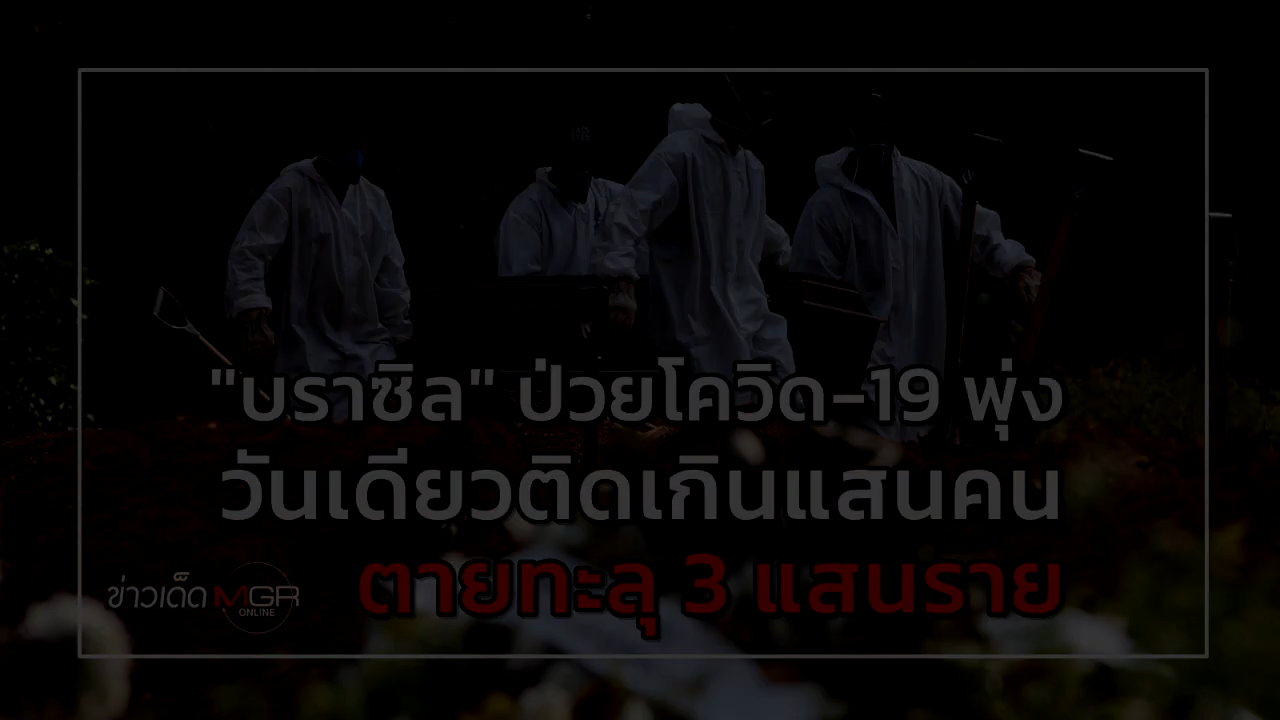 "บราซิล" ป่วยโควิด-19 พุ่ง
วันเดียวติดเกินแสนคน
ตายทะลุ 3 แสนราย
ข่าวเด็ด MGR
ONLINE